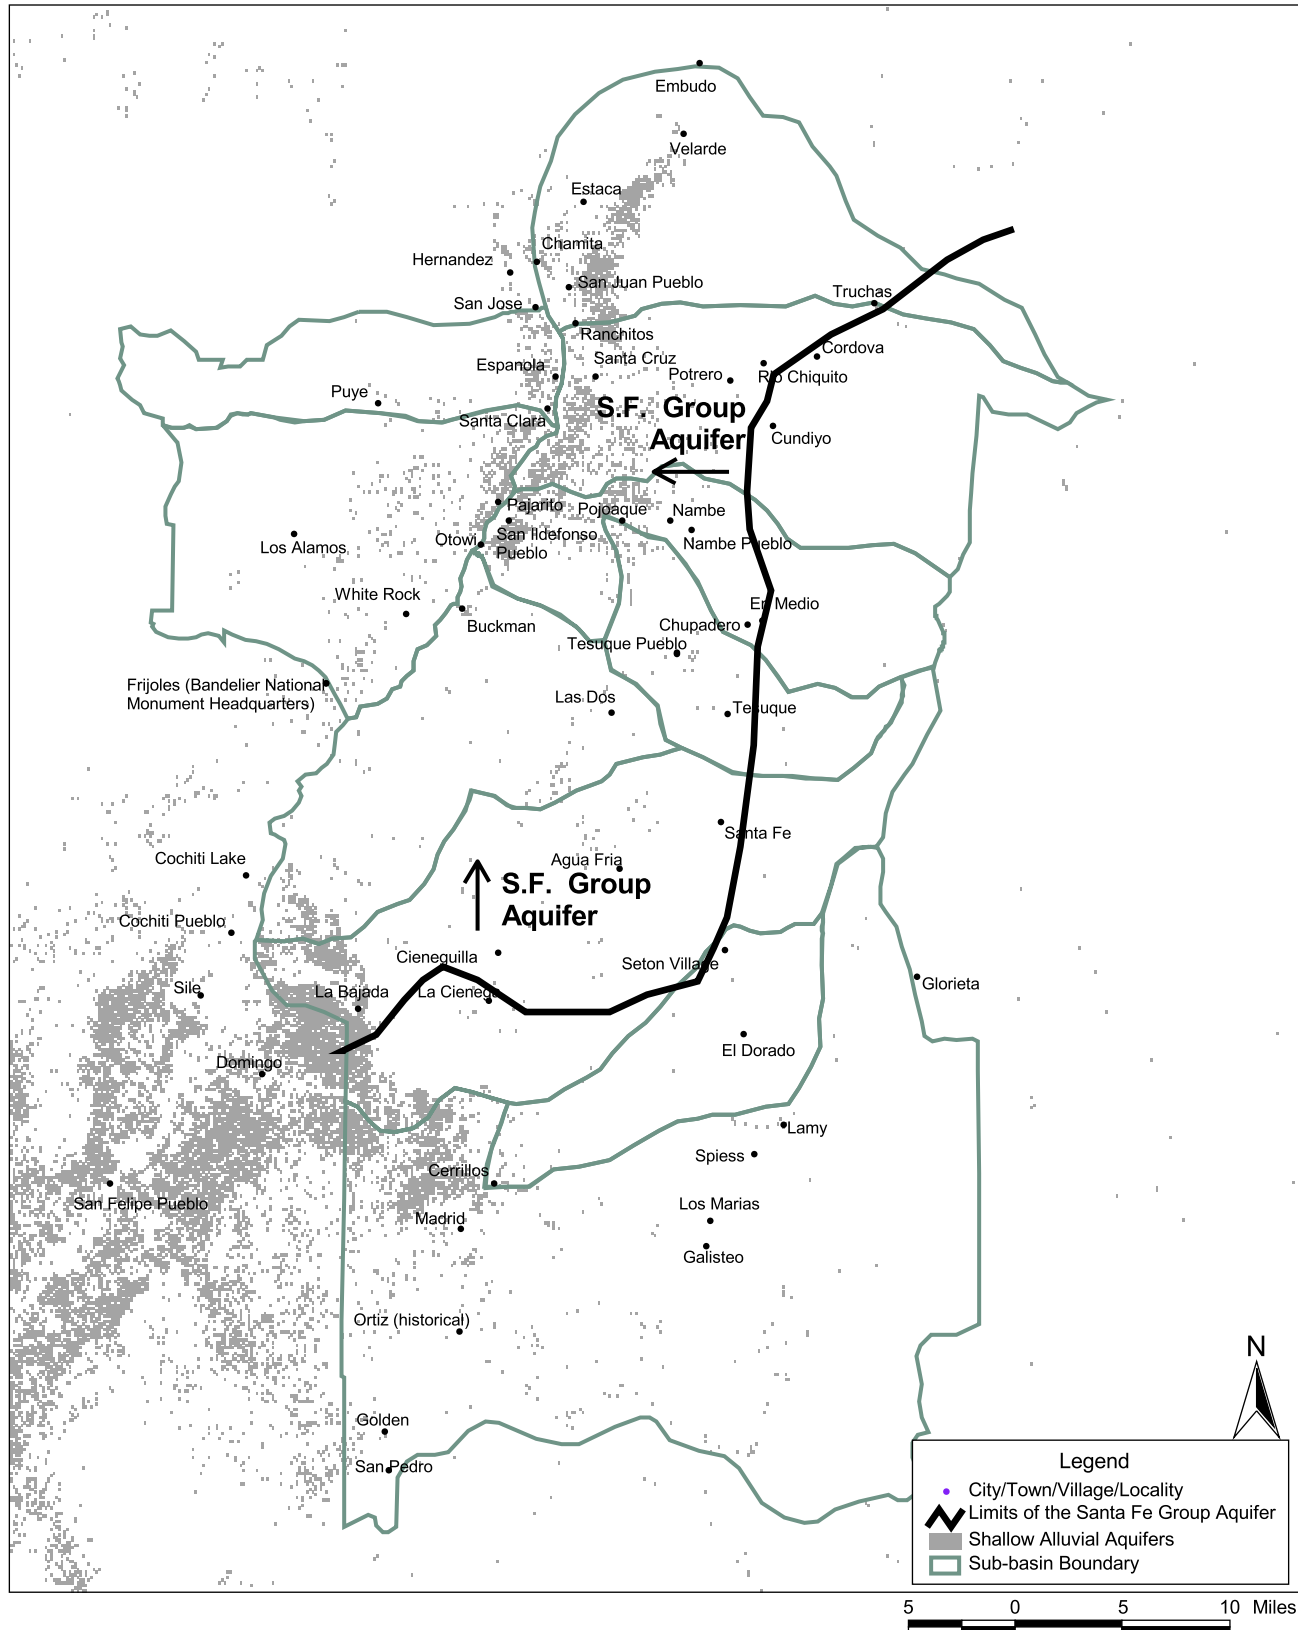 Embudo
Velarde
Estaca
Chamita
Hernandez
San Juan Pueblo
San Jose
Truchas
Ranchitos
Cordova
Santa Cruz
Espanola
Potrero
Rio Chiquito
Puye
S.F. Group
Aquifer
Santa Clara
Cundiyo
Pajarito
Pojoaque
Nambe
Otowi
San Ildefonso
Pueblo
Nambe Pueblo
Los Alamos
White Rock
En Medio
Buckman
Chupadero
Tesuque Pueblo
Frijoles (Bandelier National
Monument Headquarters)
Las Dos
Tesuque
Santa Fe
Cochiti Lake
Agua Fria
S.F. Group
Aquifer
Cochiti Pueblo
Cieneguilla
Seton Village
Sile
La Bajada
La Cienega
Glorieta
El Dorado
Domingo
Lamy
Spiess
Cerrillos
San Felipe Pueblo
Los Marias
Madrid
Galisteo
Ortiz (historical)
N
Golden
San Pedro
Legend
City/Town/Village/Locality
Limits of the Santa Fe Group Aquifer
Shallow Alluvial Aquifers
Sub-basin Boundary
5 0 5 10 Miles